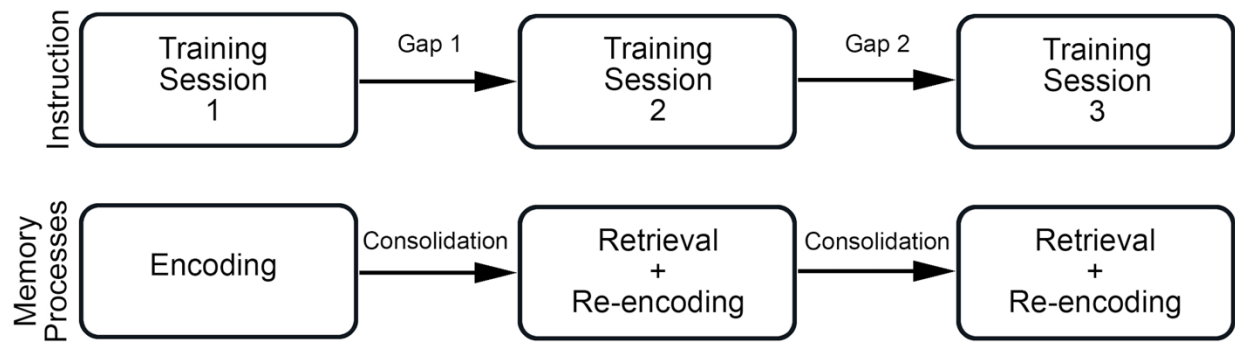 Instruction
Training
Session
1
Gap 1
Training
Session
2
Gap 2
Training
Session
3
Memory
Processes
Encoding
Consolidation
Retrieval
+
Re-encoding
Consolidation
Retrieval
+
Re-encoding